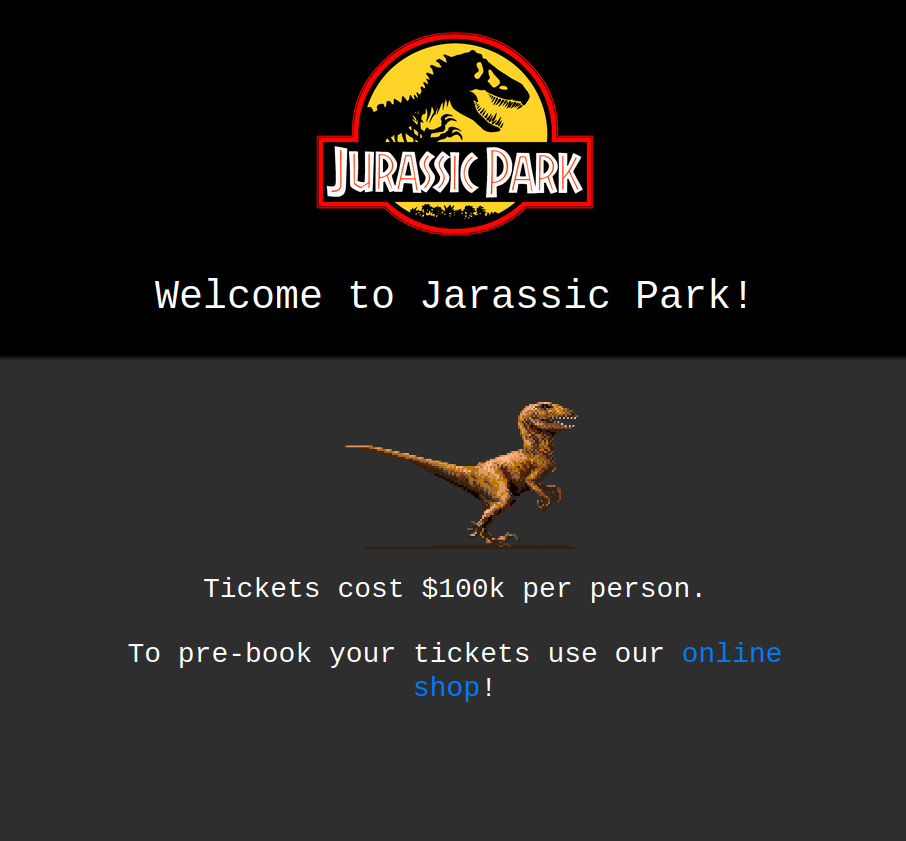 JURASSIC PARK
Welcome to Jarassic Park!
Tickets cost $100k per person.
To pre-book your tickets use our online
shop!